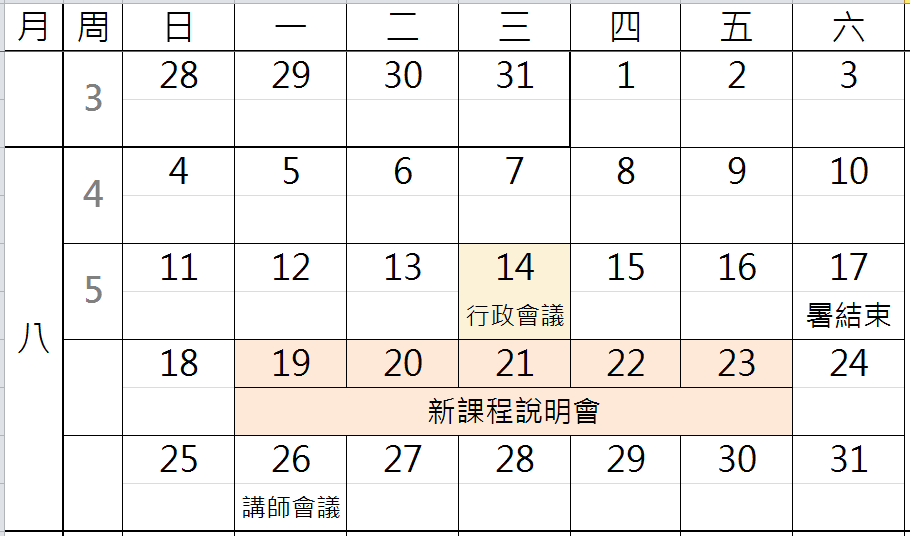 月 周 日 一 二 三 四 五 六
3 28 29 30 31 1 2 3
4 4 5 6 7 8 9 10
5 11 12 13 14 15 16 17
行政會議 暑結束
八
18 19 20 21 22 23 24
新課程說明會
25 26 27 28 29 30 31
講師會議